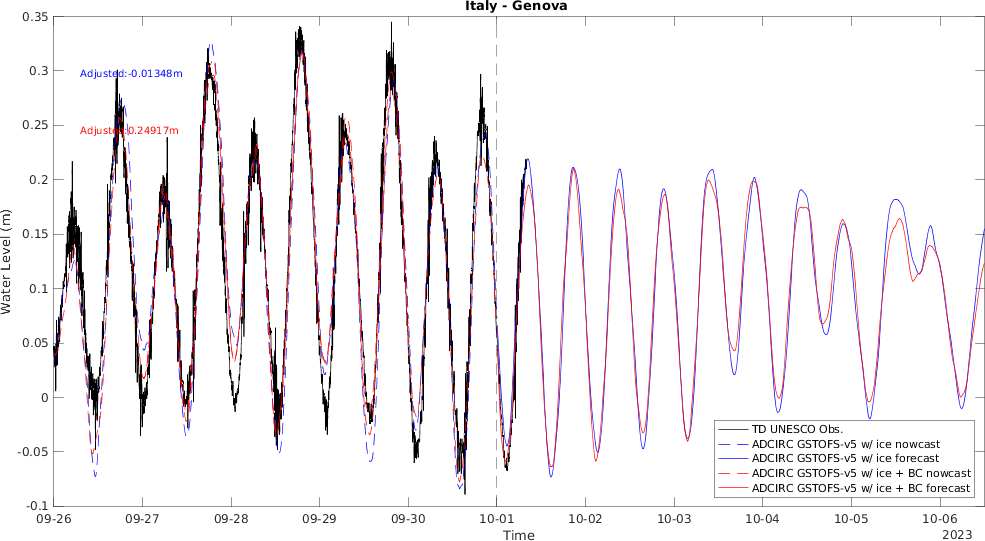 Italy - Genova
Water Level (m)
0.35
0.3
0.25
0.2
0.15
0.1
0.05
0
-0.05
-0.1
Adjusted:-0.01348m
Adjusted:0.24917m
TD UNESCO Obs.
ADCIRC GSTOFS-v5 w/ ice nowcast
ADCIRC GSTOFS-v5 w/ ice forecast
ADCIRC GSTOFS-v5 w/ ice + BC nowcast
ADCIRC GSTOFS-v5 w/ ice + BC forecast
09-26 09-27 09-28 09-29 09-30 10-01 10-02 10-03 10-04 10-05 10-06
2023
Time